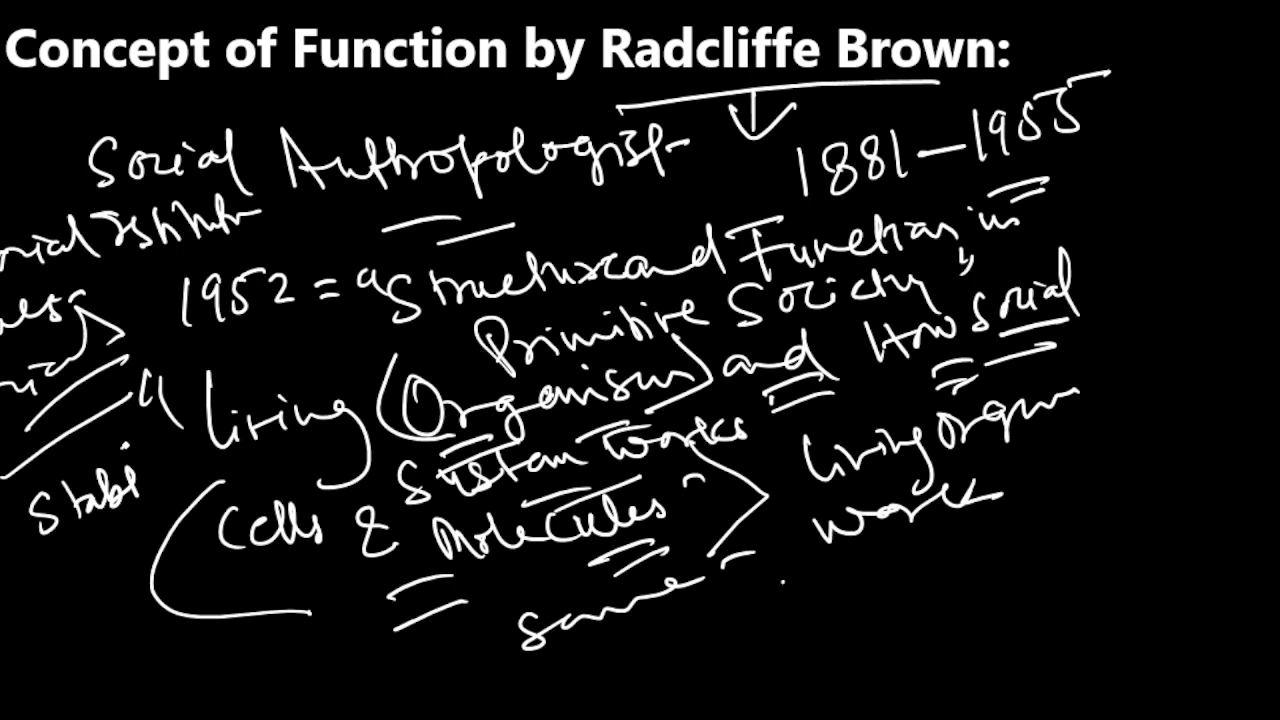 Concept of Function by Radcliffe Brown:
Social Anthropologist 1881-1955
1952 = "Structure and Function in
Primitive Society"
"Living Organism and How Social
System works
Cells & Molecules" Living Organ
work
same
Stabi